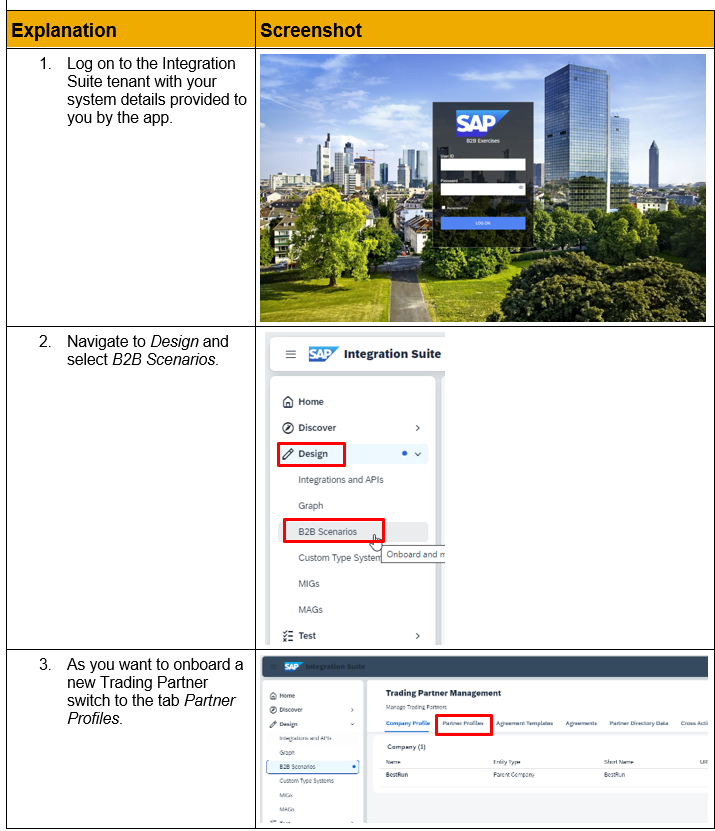 Explanation
Screenshot
1. Log on to the Integration
Suite tenant with your
system details provided to
you by the app.
SAP
B2B Exercises
User ID
Password
Remember me
LOG ON
2. Navigate to Design and
select B2B Scenarios.
SAP Integration Suite
Home
Discover
Design
Integrations and APIs
Graph
B2B Scenarios
Onboard and m
Custom Type System
MIGs
MAGs
Test
3. As you want to onboard a
new Trading Partner
switch to the tab Partner
Profiles.
SAP Integration Suite
Home
Discover
Design
Integrations and APIs
Graph
B2B Scenarios
Custom Type Systems
MIGs
MAGs
Trading Partner Management
Manage Trading Partners
Company Profile Partner Profiles Agreement Templates Agreements Partner Directory Data Cross Acti
Company (1)
Name Entity Type Short Name UR
BestRun Parent Company BestRun